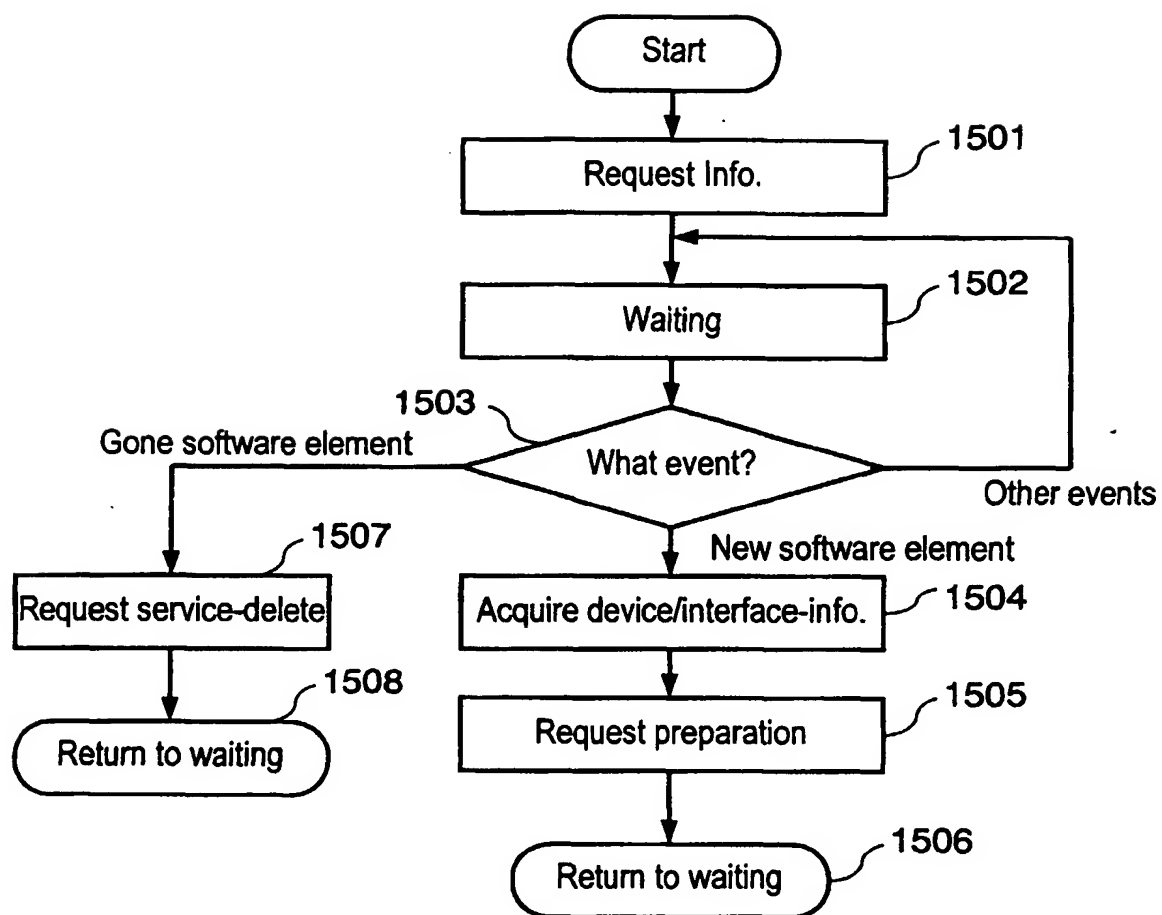 Start
1501
Request Info.
1502
Waiting
1503
Gone software element
What event?
Other events
New software element
1507
Request service-delete
1504
Acquire device/interface-info.
1508
Return to waiting
1505
Request preparation
1506
Return to waiting